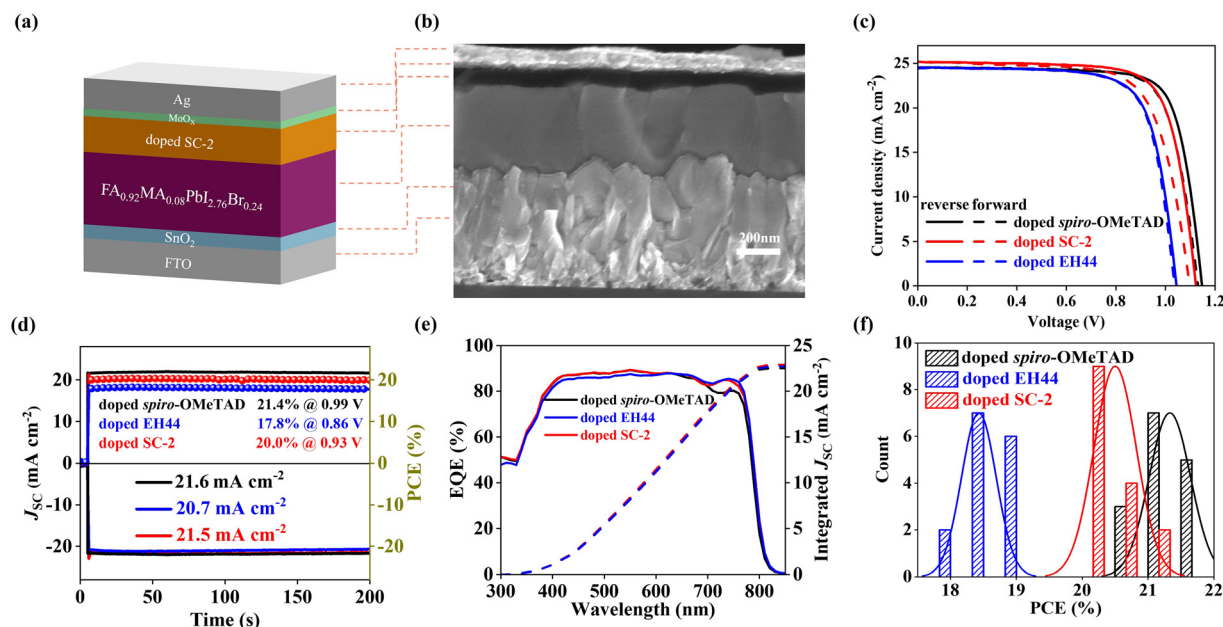 (a)
Ag
MoOX
doped SC-2
FA0.92MA0.08PbI2.76Br0.24
SnO2
FTO
(b)
200nm
(c)
Current density (mA cm-2)
25
20
15
10
5
0
reverse forward
doped spiro-OMeTAD
doped SC-2
doped EH44
0.0 0.2 0.4 0.6 0.8 1.0 1.2
Voltage (V)
(d)
JSC (mA cm-2)
20
10
0
-10
-20
doped spiro-OMeTAD 21.4% @ 0.99 V
doped EH44 17.8% @ 0.86 V
doped SC-2 20.0% @ 0.93 V
21.6 mA cm-2
20.7 mA cm-2
21.5 mA cm-2
20
10
0
-10
-20
PCE (%)
0 50 100 150 200
Time (s)
(e)
EQE (%)
100
80
60
40
20
0
doped spiro-OMeTAD
doped EH44
doped SC-2
25
20
15
10
5
0
Integrated JSC (mA cm-2)
300 400 500 600 700 800
Wavelength (nm)
(f)
Count
10
8
6
4
2
0
doped spiro-OMeTAD
doped EH44
doped SC-2
18 19 20 21 22
PCE (%)